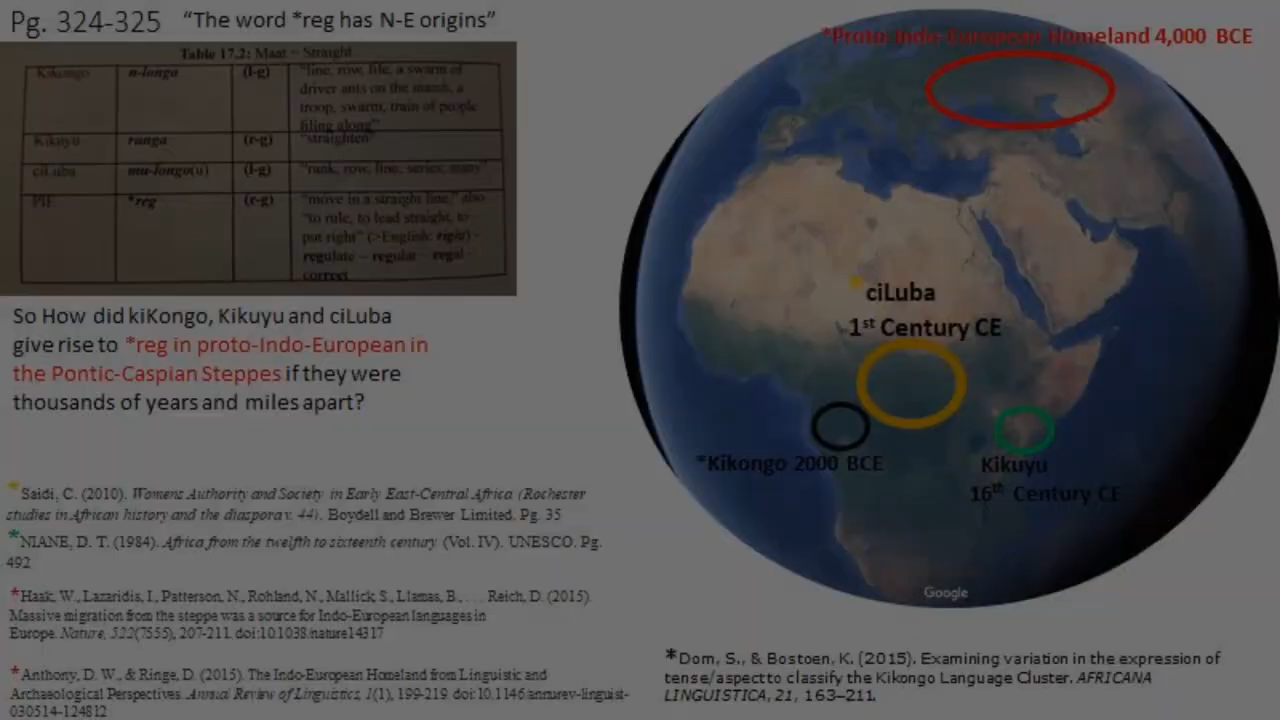 Pg. 324-325 "The word *reg has N-E origins"
Table 17.2: Maat – Straight
Kikongo n-longa (l-g) "line, row, file, a swarm of
driver ants on the march, a
troop, swarm, train of people
filing along"
Kikuyu ranga (r-g) "straighten"
ciLuba mu-longo(u) (l-g) "rank, row, line, series, many"
PIE *reg (r-g) "move in a straight line," also
"to rule, to lead straight, to
put right" (>English: right) -
regulate – regular – regal -
correct
So How did kiKongo, Kikuyu and ciLuba
give rise to *reg in proto-Indo-European in
the Pontic-Caspian Steppes if they were
thousands of years and miles apart?
*Saidi, C. (2010). Womens Authority and Society in Early East-Central Africa (Rochester
studies in African history and the diaspora v. 44). Boydell and Brewer Limited. Pg. 35
*NIANE, D. T. (1984). Africa from the twelfth to sixteenth century (Vol. IV). UNESCO. Pg.
492
*Haak, W., Lazaridis, I., Patterson, N., Rohland, N., Mallick, S., Llamas, B., . . . Reich, D. (2015).
Massive migration from the steppe was a source for Indo-European languages in
Europe. Nature, 522(7555), 207-211. doi:10.1038/nature14317
*Anthony, D. W., & Ringe, D. (2015). The Indo-European Homeland from Linguistic and
Archaeological Perspectives. Annual Review of Linguistics, 1(1), 199-219. doi:10.1146/annurev-linguist-
030514-124812
*Proto-Indo-European Homeland 4,000 BCE
*ciLuba
1st Century CE
*Kikongo 2000 BCE
Kikuyu
16th Century CE
Google
*Dom, S., & Bostoen, K. (2015). Examining variation in the expression of
tense/aspect to classify the Kikongo Language Cluster. AFRICANA
LINGUISTICA, 21, 163–211.